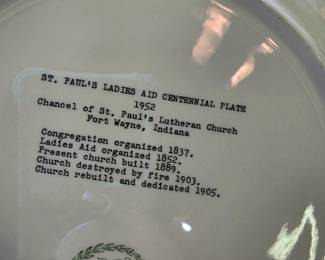 ST. PAUL'S LADIES AID CENTENNIAL PLATE
1952
Chancel of St. Paul's Lutheran Church
Fort Wayne, Indiana
Congregation organized 1837.
Ladies Aid organized 1852.
Present church built 1889.
Church destroyed by fire 1903.
Church rebuilt and dedicated 1905.